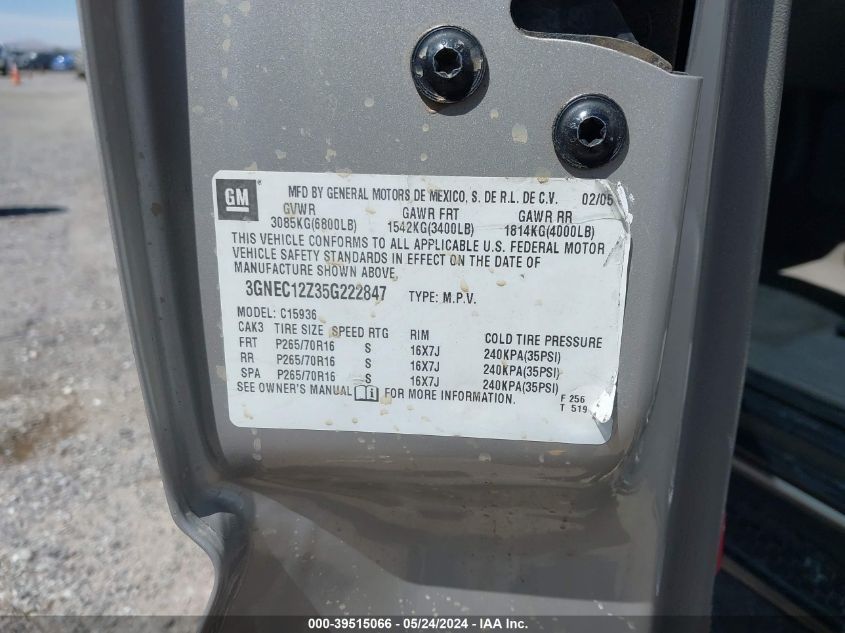 GM ® MFD BY GENERAL MOTORS DE MEXICO, S. DE R.L. DE C.V. 02/05
GVWR GAWR FRT GAWR RR
3085KG(6800LB) 1542KG(3400LB) 1814KG(4000LB)
THIS VEHICLE CONFORMS TO ALL APPLICABLE U.S. FEDERAL MOTOR
VEHICLE SAFETY STANDARDS IN EFFECT ON THE DATE OF
MANUFACTURE SHOWN ABOVE.
3GNEC12Z35G222847 TYPE: M.P.V.
MODEL: C15936
CAK3 TIRE SIZE SPEED RTG RIM COLD TIRE PRESSURE
FRT P265/70R16 S 16X7J 240KPA(35PSI)
RR P265/70R16 S 16X7J 240KPA(35PSI)
SPA P265/70R16 S 16X7J 240KPA(35PSI)
SEE OWNER'S MANUAL i FOR MORE INFORMATION.
F 256
T 519
000-39515066 - 05/24/2024 - IAA Inc.